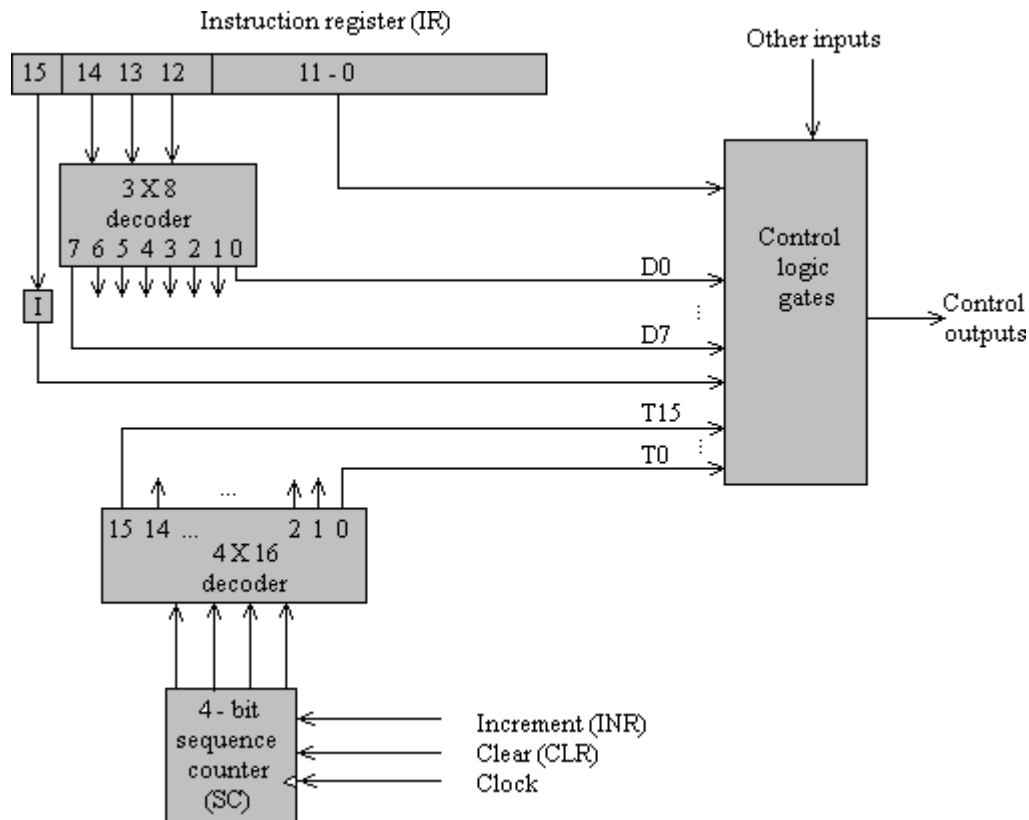 Instruction register (IR)
Other inputs
15 14 13 12 11 - 0
3 X 8
decoder
7 6 5 4 3 2 1 0
Control
logic
gates
D0
⋮
I
Control
outputs
D7
T15
⋮
T0
...
15 14 ... 2 1 0
4 X 16
decoder
4 - bit
sequence
counter
(SC)
Increment (INR)
Clear (CLR)
Clock